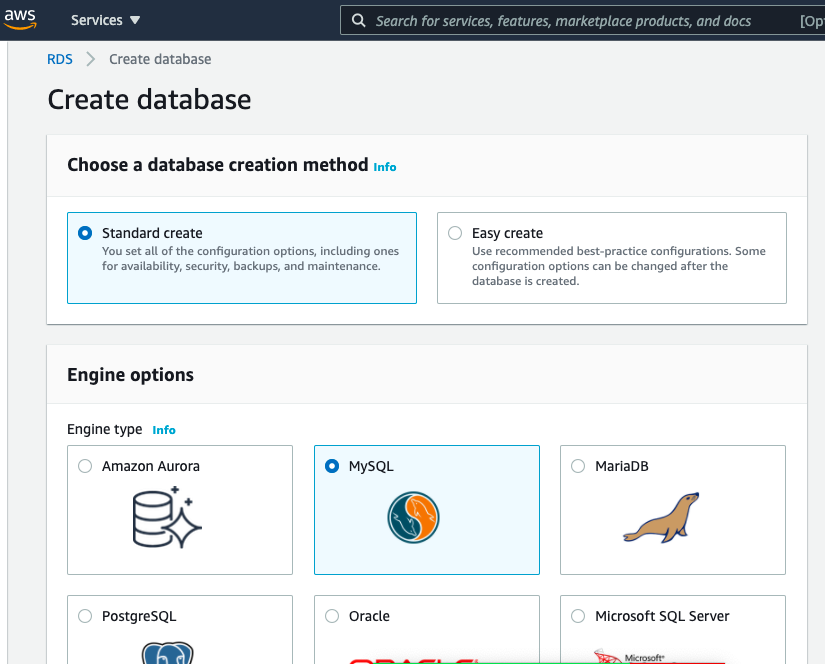 aws
Services ▼
Search for services, features, marketplace products, and docs
[Op
RDS > Create database
Create database
Choose a database creation method Info
Standard create
You set all of the configuration options, including ones
for availability, security, backups, and maintenance.
Easy create
Use recommended best-practice configurations. Some
configuration options can be changed after the
database is created.
Engine options
Engine type Info
Amazon Aurora
MySQL
MariaDB
PostgreSQL
Oracle
Microsoft SQL Server
ORACLE
Microsoft